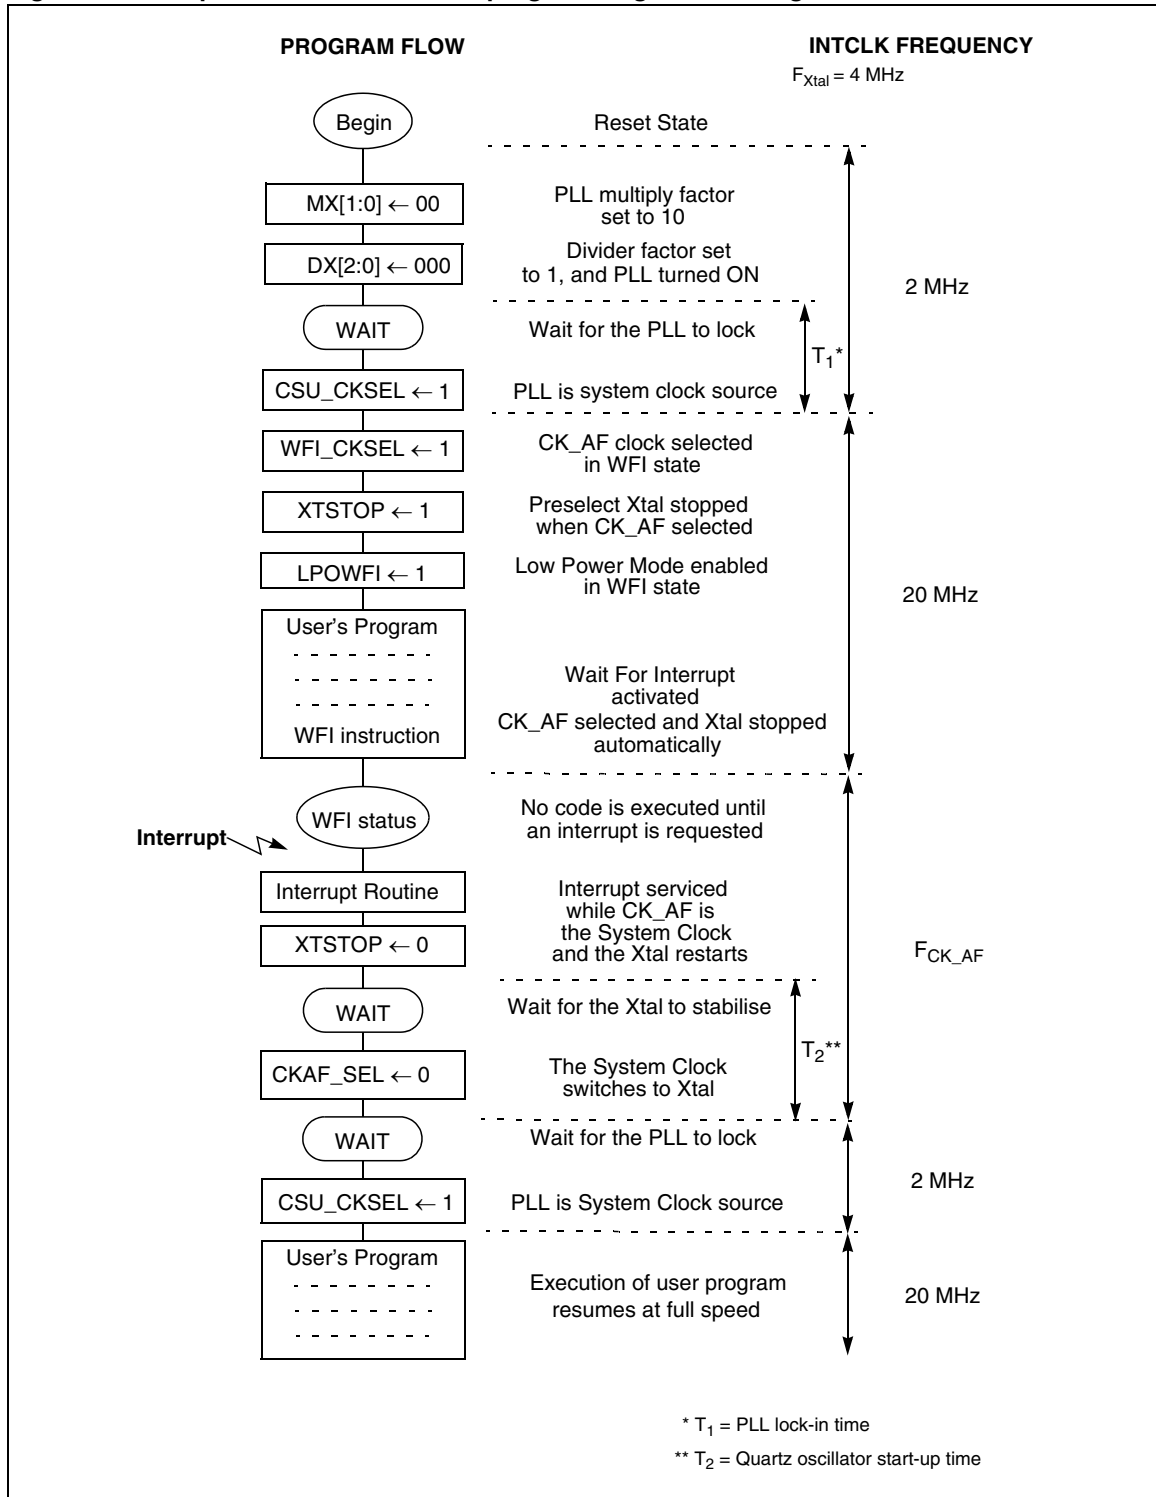 PROGRAM FLOW
INTCLK FREQUENCY
F_Xtal = 4 MHz
Begin
Reset State
MX[1:0] ← 00
PLL multiply factor
set to 10
DX[2:0] ← 000
Divider factor set
to 1, and PLL turned ON
2 MHz
WAIT
Wait for the PLL to lock
T1*
CSU_CKSEL ← 1
PLL is system clock source
WFI_CKSEL ← 1
CK_AF clock selected
in WFI state
XTSTOP ← 1
Preselect Xtal stopped
when CK_AF selected
LPOWFI ← 1
Low Power Mode enabled
in WFI state
20 MHz
User's Program
Wait For Interrupt
activated
CK_AF selected and Xtal stopped
automatically
WFI instruction
WFI status
No code is executed until
an interrupt is requested
Interrupt
Interrupt Routine
Interrupt serviced
while CK_AF is
the System Clock
and the Xtal restarts
XTSTOP ← 0
F_CK_AF
WAIT
Wait for the Xtal to stabilise
T2**
CKAF_SEL ← 0
The System Clock
switches to Xtal
WAIT
Wait for the PLL to lock
2 MHz
CSU_CKSEL ← 1
PLL is System Clock source
User's Program
Execution of user program
resumes at full speed
20 MHz
* T1 = PLL lock-in time
** T2 = Quartz oscillator start-up time